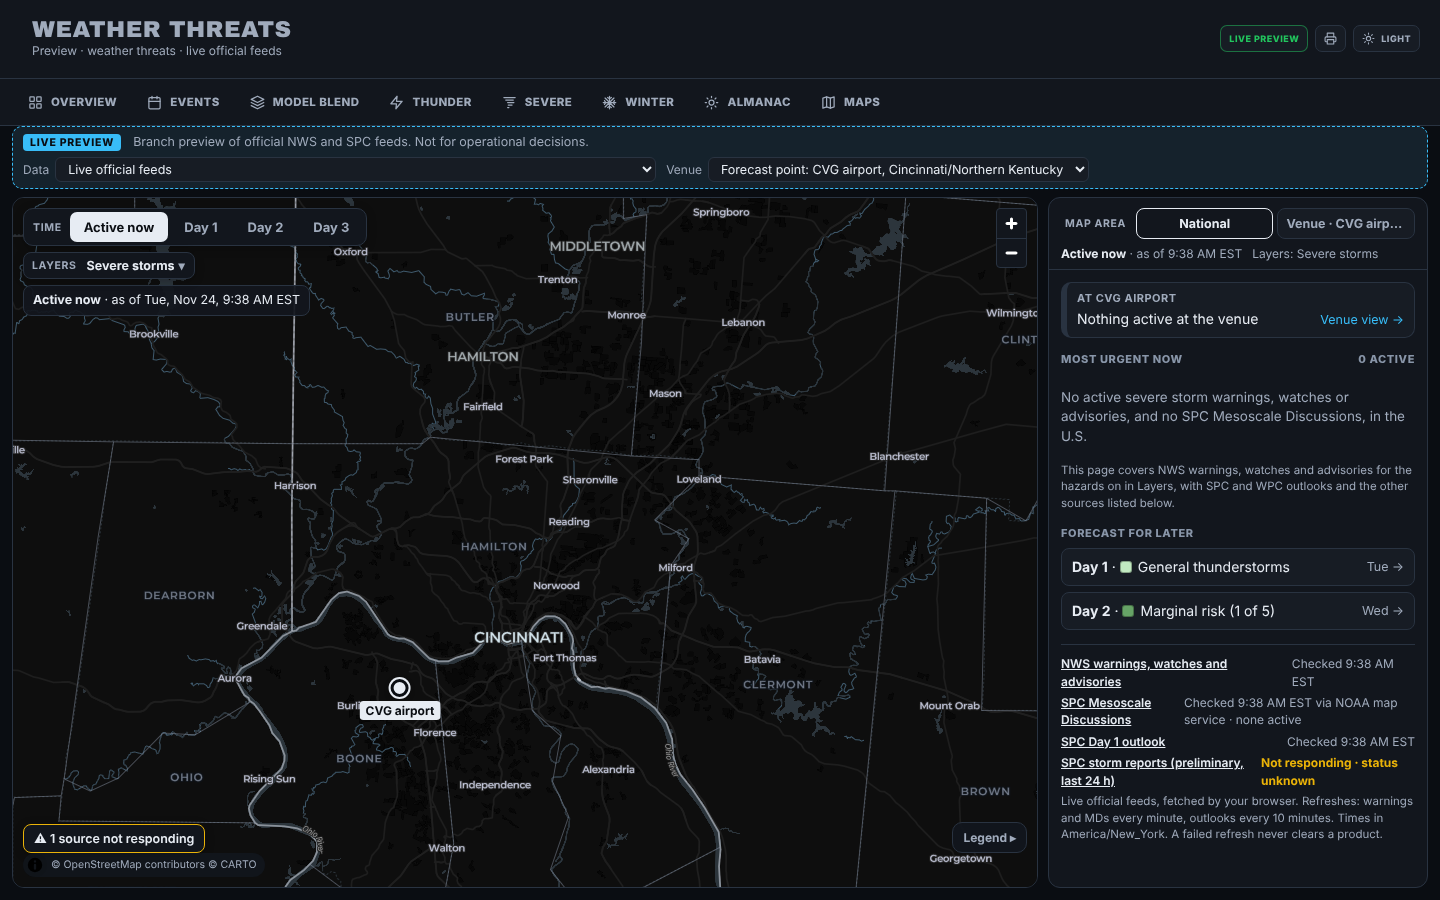 WEATHER THREATS
Preview · weather threats · live official feeds
LIVE PREVIEW
LIGHT
OVERVIEW
EVENTS
MODEL BLEND
THUNDER
SEVERE
WINTER
ALMANAC
MAPS
LIVE PREVIEW Branch preview of official NWS and SPC feeds. Not for operational decisions.
Data Live official feeds Venue Forecast point: CVG airport, Cincinnati/Northern Kentucky
TIME Active now Day 1 Day 2 Day 3
LAYERS Severe storms ▾
Active now · as of Tue, Nov 24, 9:38 AM EST
+
−
Springboro
MIDDLETOWN
Oxford
Trenton
Monroe
BUTLER
Lebanon
Wilmingto
CLINT
Brookville
HAMILTON
Mason
Fairfield
lle
Forest Park
Blanchester
Sharonville
Loveland
Harrison
Reading
HAMILTON
Milford
Norwood
DEARBORN
Greendale
CINCINNATI
Fort Thomas
Batavia
Aurora
CLERMONT
Burli
CVG airport
Mount Orab
Florence
BOONE
Ohio River
Alexandria
OHIO
Rising Sun
Independence
BROWN
Ohio River
Walton
Georgetown
⚠ 1 source not responding
Legend ▸
© OpenStreetMap contributors © CARTO
MAP AREA National Venue · CVG airp...
Active now · as of 9:38 AM EST Layers: Severe storms
AT CVG AIRPORT
Nothing active at the venue Venue view →
MOST URGENT NOW 0 ACTIVE
No active severe storm warnings, watches or
advisories, and no SPC Mesoscale Discussions, in the
U.S.
This page covers NWS warnings, watches and advisories for the
hazards on in Layers, with SPC and WPC outlooks and the other
sources listed below.
FORECAST FOR LATER
Day 1 · General thunderstorms Tue →
Day 2 · Marginal risk (1 of 5) Wed →
NWS warnings, watches and
advisories
Checked 9:38 AM
EST
SPC Mesoscale
Discussions
Checked 9:38 AM EST via NOAA map
service · none active
SPC Day 1 outlook Checked 9:38 AM EST
SPC storm reports (preliminary,
last 24 h)
Not responding · status
unknown
Live official feeds, fetched by your browser. Refreshes: warnings
and MDs every minute, outlooks every 10 minutes. Times in
America/New_York. A failed refresh never clears a product.